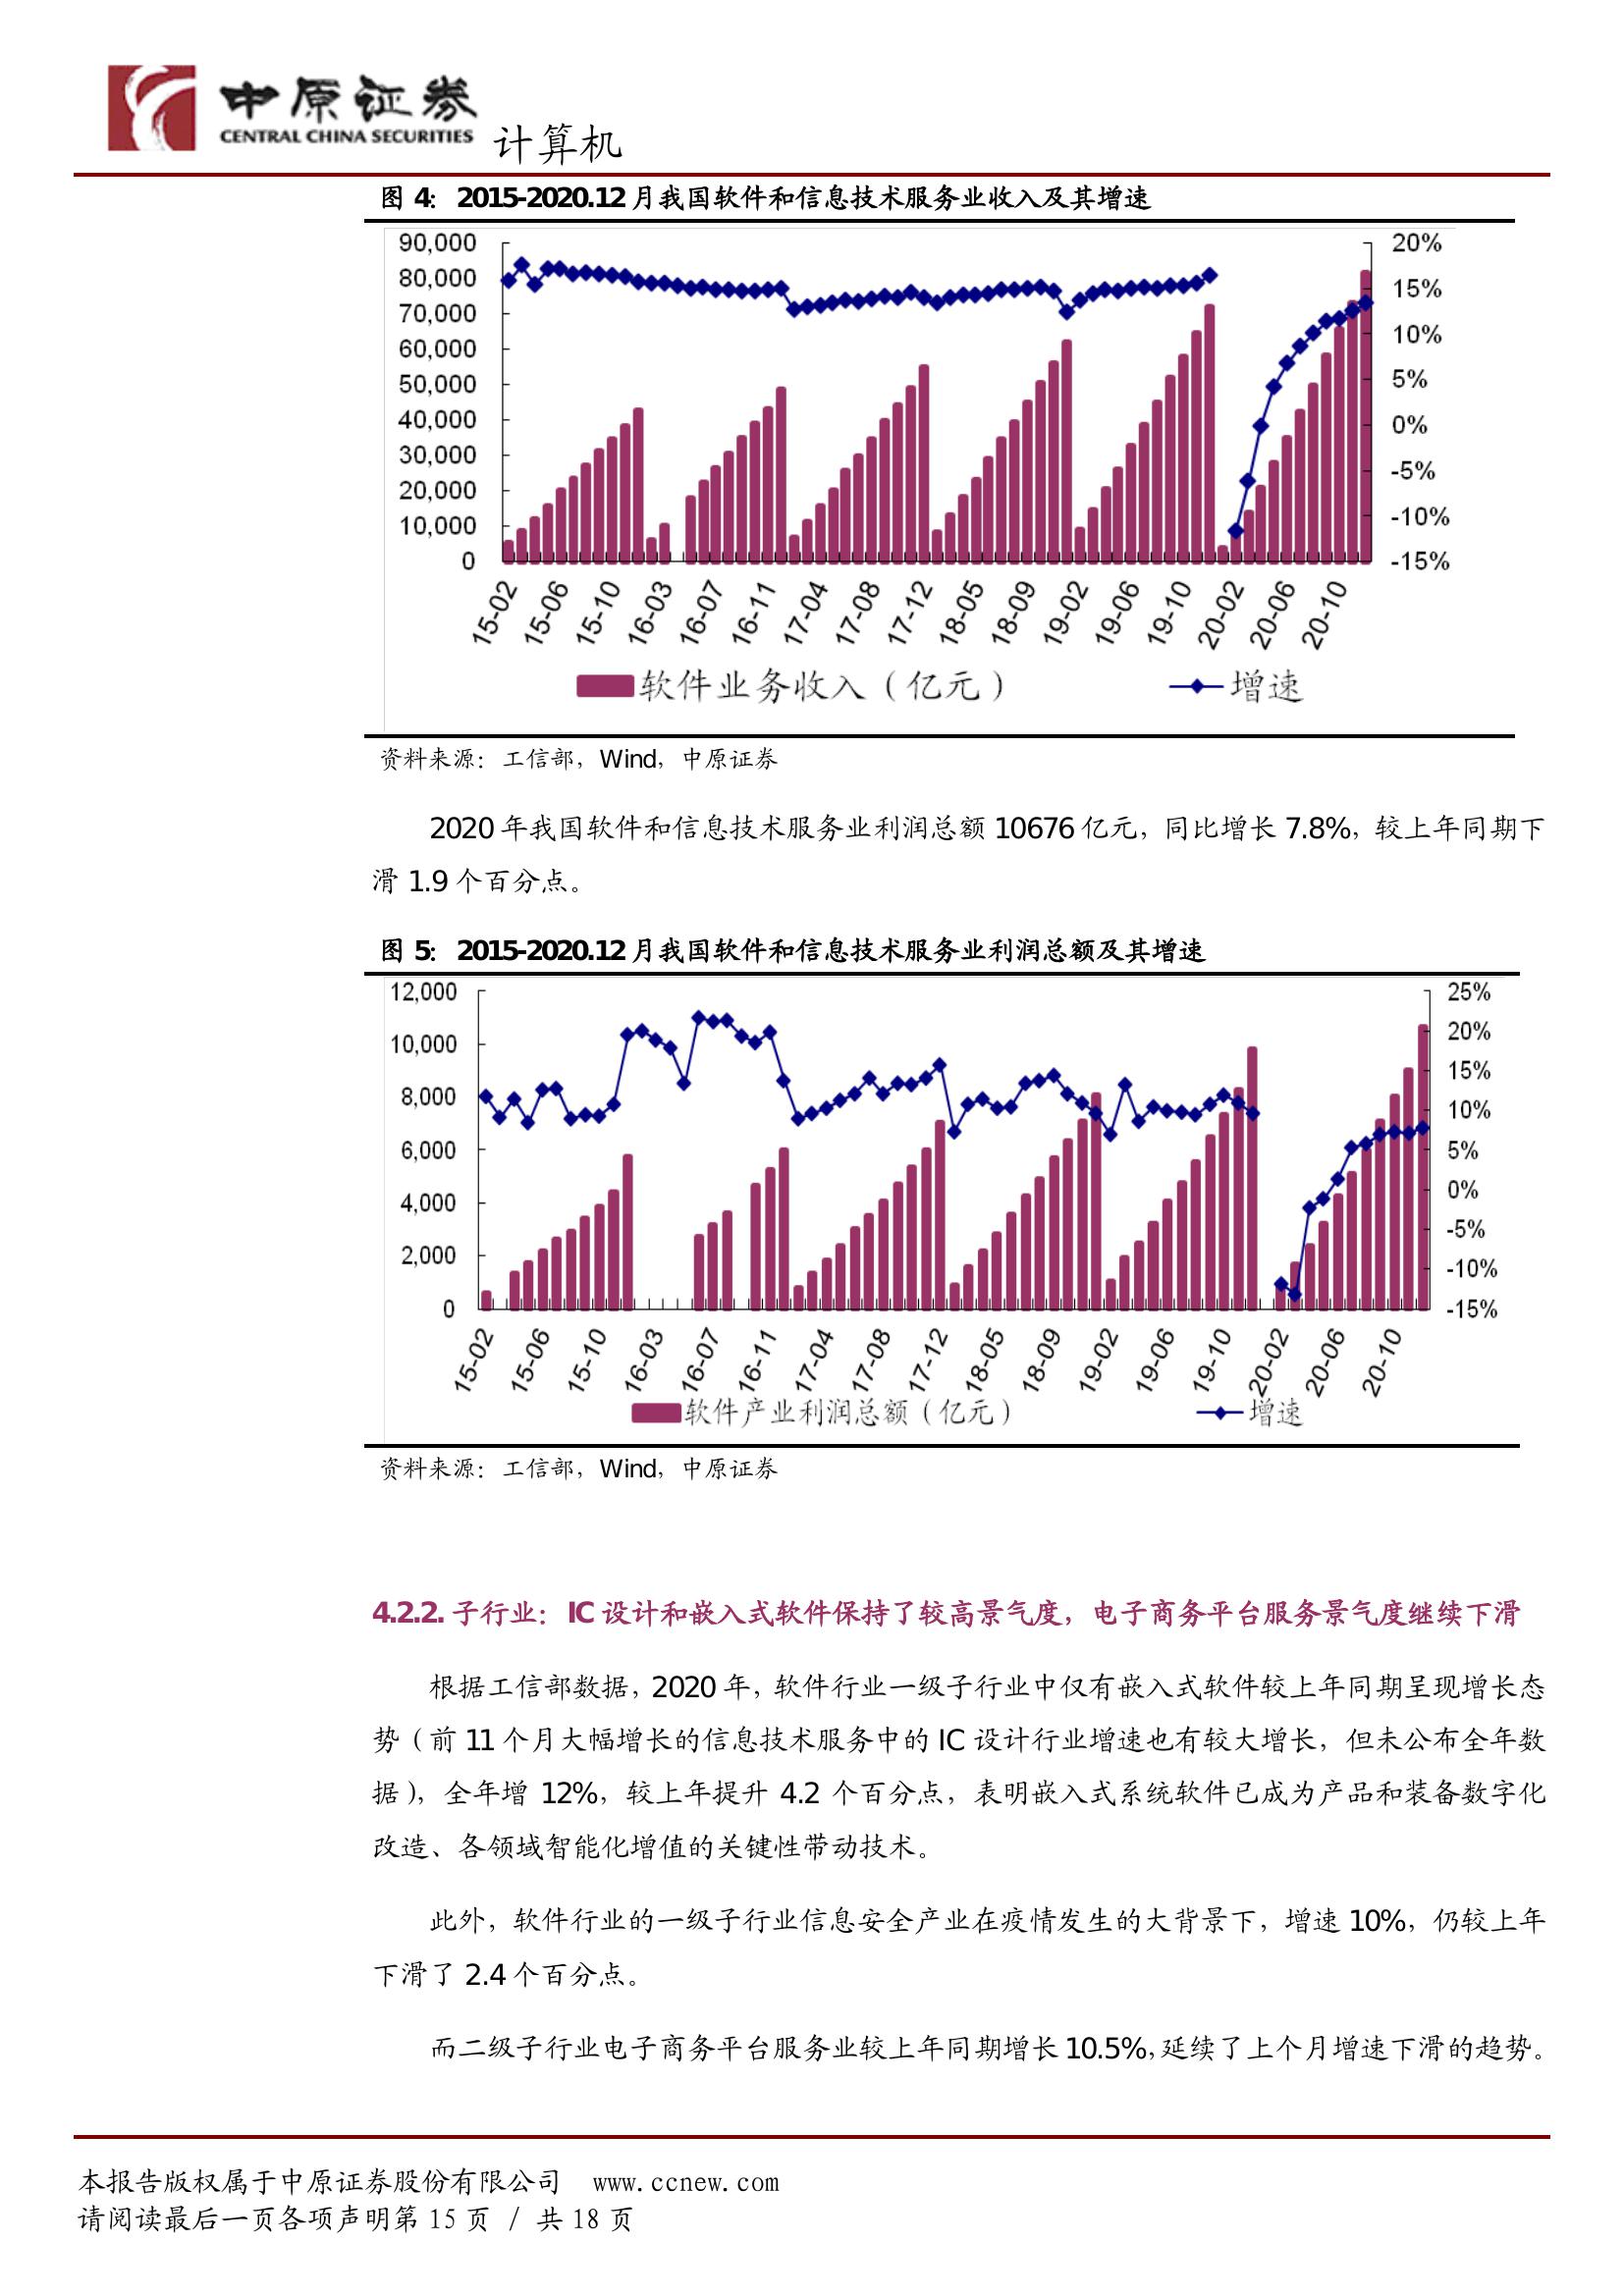 中原证券
CENTRAL CHINA SECURITIES
计算机
图 4： 2015-2020.12 月我国软件和信息技术服务业收入及其增速
90,000
80,000
70,000
60,000
50,000
40,000
30,000
20,000
10,000
0
20%
15%
10%
5%
0%
-5%
-10%
-15%
15-02
15-06
15-10
16-03
16-07
16-11
17-04
17-08
17-12
18-05
18-09
19-02
19-06
19-10
20-02
20-06
20-10
软件业务收入（亿元）
增速
资料来源：工信部，Wind，中原证券
2020 年我国软件和信息技术服务业利润总额 10676 亿元，同比增长 7.8%，较上年同期下
滑 1.9 个百分点。
图 5： 2015-2020.12 月我国软件和信息技术服务业利润总额及其增速
12,000
10,000
8,000
6,000
4,000
2,000
0
25%
20%
15%
10%
5%
0%
-5%
-10%
-15%
15-02
15-06
15-10
16-03
16-07
16-11
17-04
17-08
17-12
18-05
18-09
19-02
19-06
19-10
20-02
20-06
20-10
软件产业利润总额（亿元）
增速
资料来源：工信部，Wind，中原证券
4.2.2. 子行业：IC 设计和嵌入式软件保持了较高景气度，电子商务平台服务景气度继续下滑
根据工信部数据，2020 年，软件行业一级子行业中仅有嵌入式软件较上年同期呈现增长态
势（前 11 个月大幅增长的信息技术服务中的 IC 设计行业增速也有较大增长，但未公布全年数
据），全年增 12%，较上年提升 4.2 个百分点，表明嵌入式系统软件已成为产品和装备数字化
改造、各领域智能化增值的关键性带动技术。
此外，软件行业的一级子行业信息安全产业在疫情发生的大背景下，增速 10%，仍较上年
下滑了 2.4 个百分点。
而二级子行业电子商务平台服务业较上年同期增长 10.5%，延续了上个月增速下滑的趋势。
本报告版权属于中原证券股份有限公司 www.ccnew.com
请阅读最后一页各项声明第 15 页 / 共 18 页